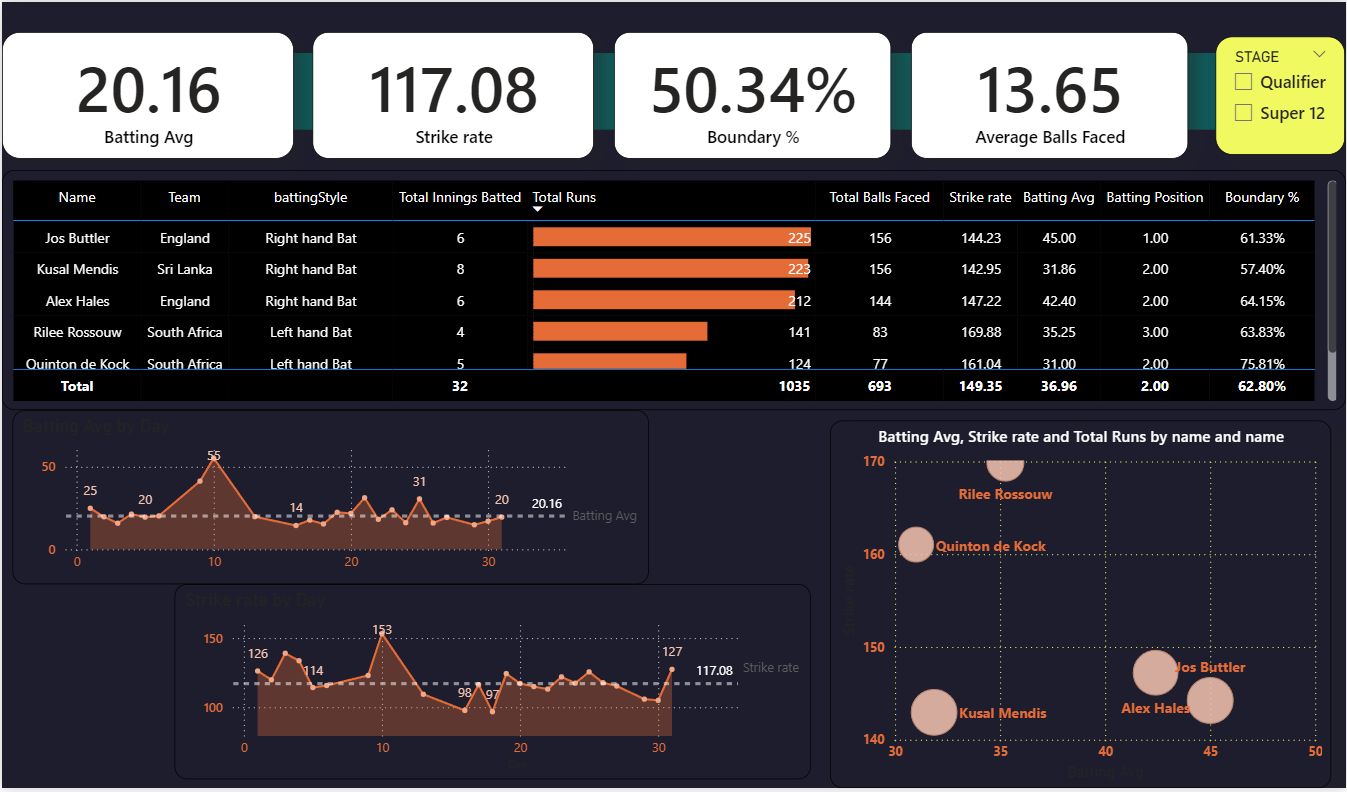 20.16
Batting Avg
117.08
Strike rate
50.34%
Boundary %
13.65
Average Balls Faced
STAGE
Qualifier
Super 12
Name Team battingStyle Total Innings Batted Total Runs Total Balls Faced Strike rate Batting Avg Batting Position Boundary %
Jos Buttler England Right hand Bat 6 225 156 144.23 45.00 1.00 61.33%
Kusal Mendis Sri Lanka Right hand Bat 8 223 156 142.95 31.86 2.00 57.40%
Alex Hales England Right hand Bat 6 212 144 147.22 42.40 2.00 64.15%
Rilee Rossouw South Africa Left hand Bat 4 141 83 169.88 35.25 3.00 63.83%
Quinton de Kock South Africa Left hand Bat 5 124 77 161.04 31.00 2.00 75.81%
Total 32 1035 693 149.35 36.96 2.00 62.80%
Batting Avg by Day
50
0
25
20
55
14
31
20
20.16
Batting Avg
0 10 20 30
Strike rate by Day
150
100
126
114
153
98
97
127
117.08
Strike rate
0 10 20 30
Batting Avg, Strike rate and Total Runs by name and name
170
160
150
140
Strike rate
Rilee Rossouw
Quinton de Kock
Jos Buttler
Alex Hales
Kusal Mendis
30 35 40 45 50
Batting Avg